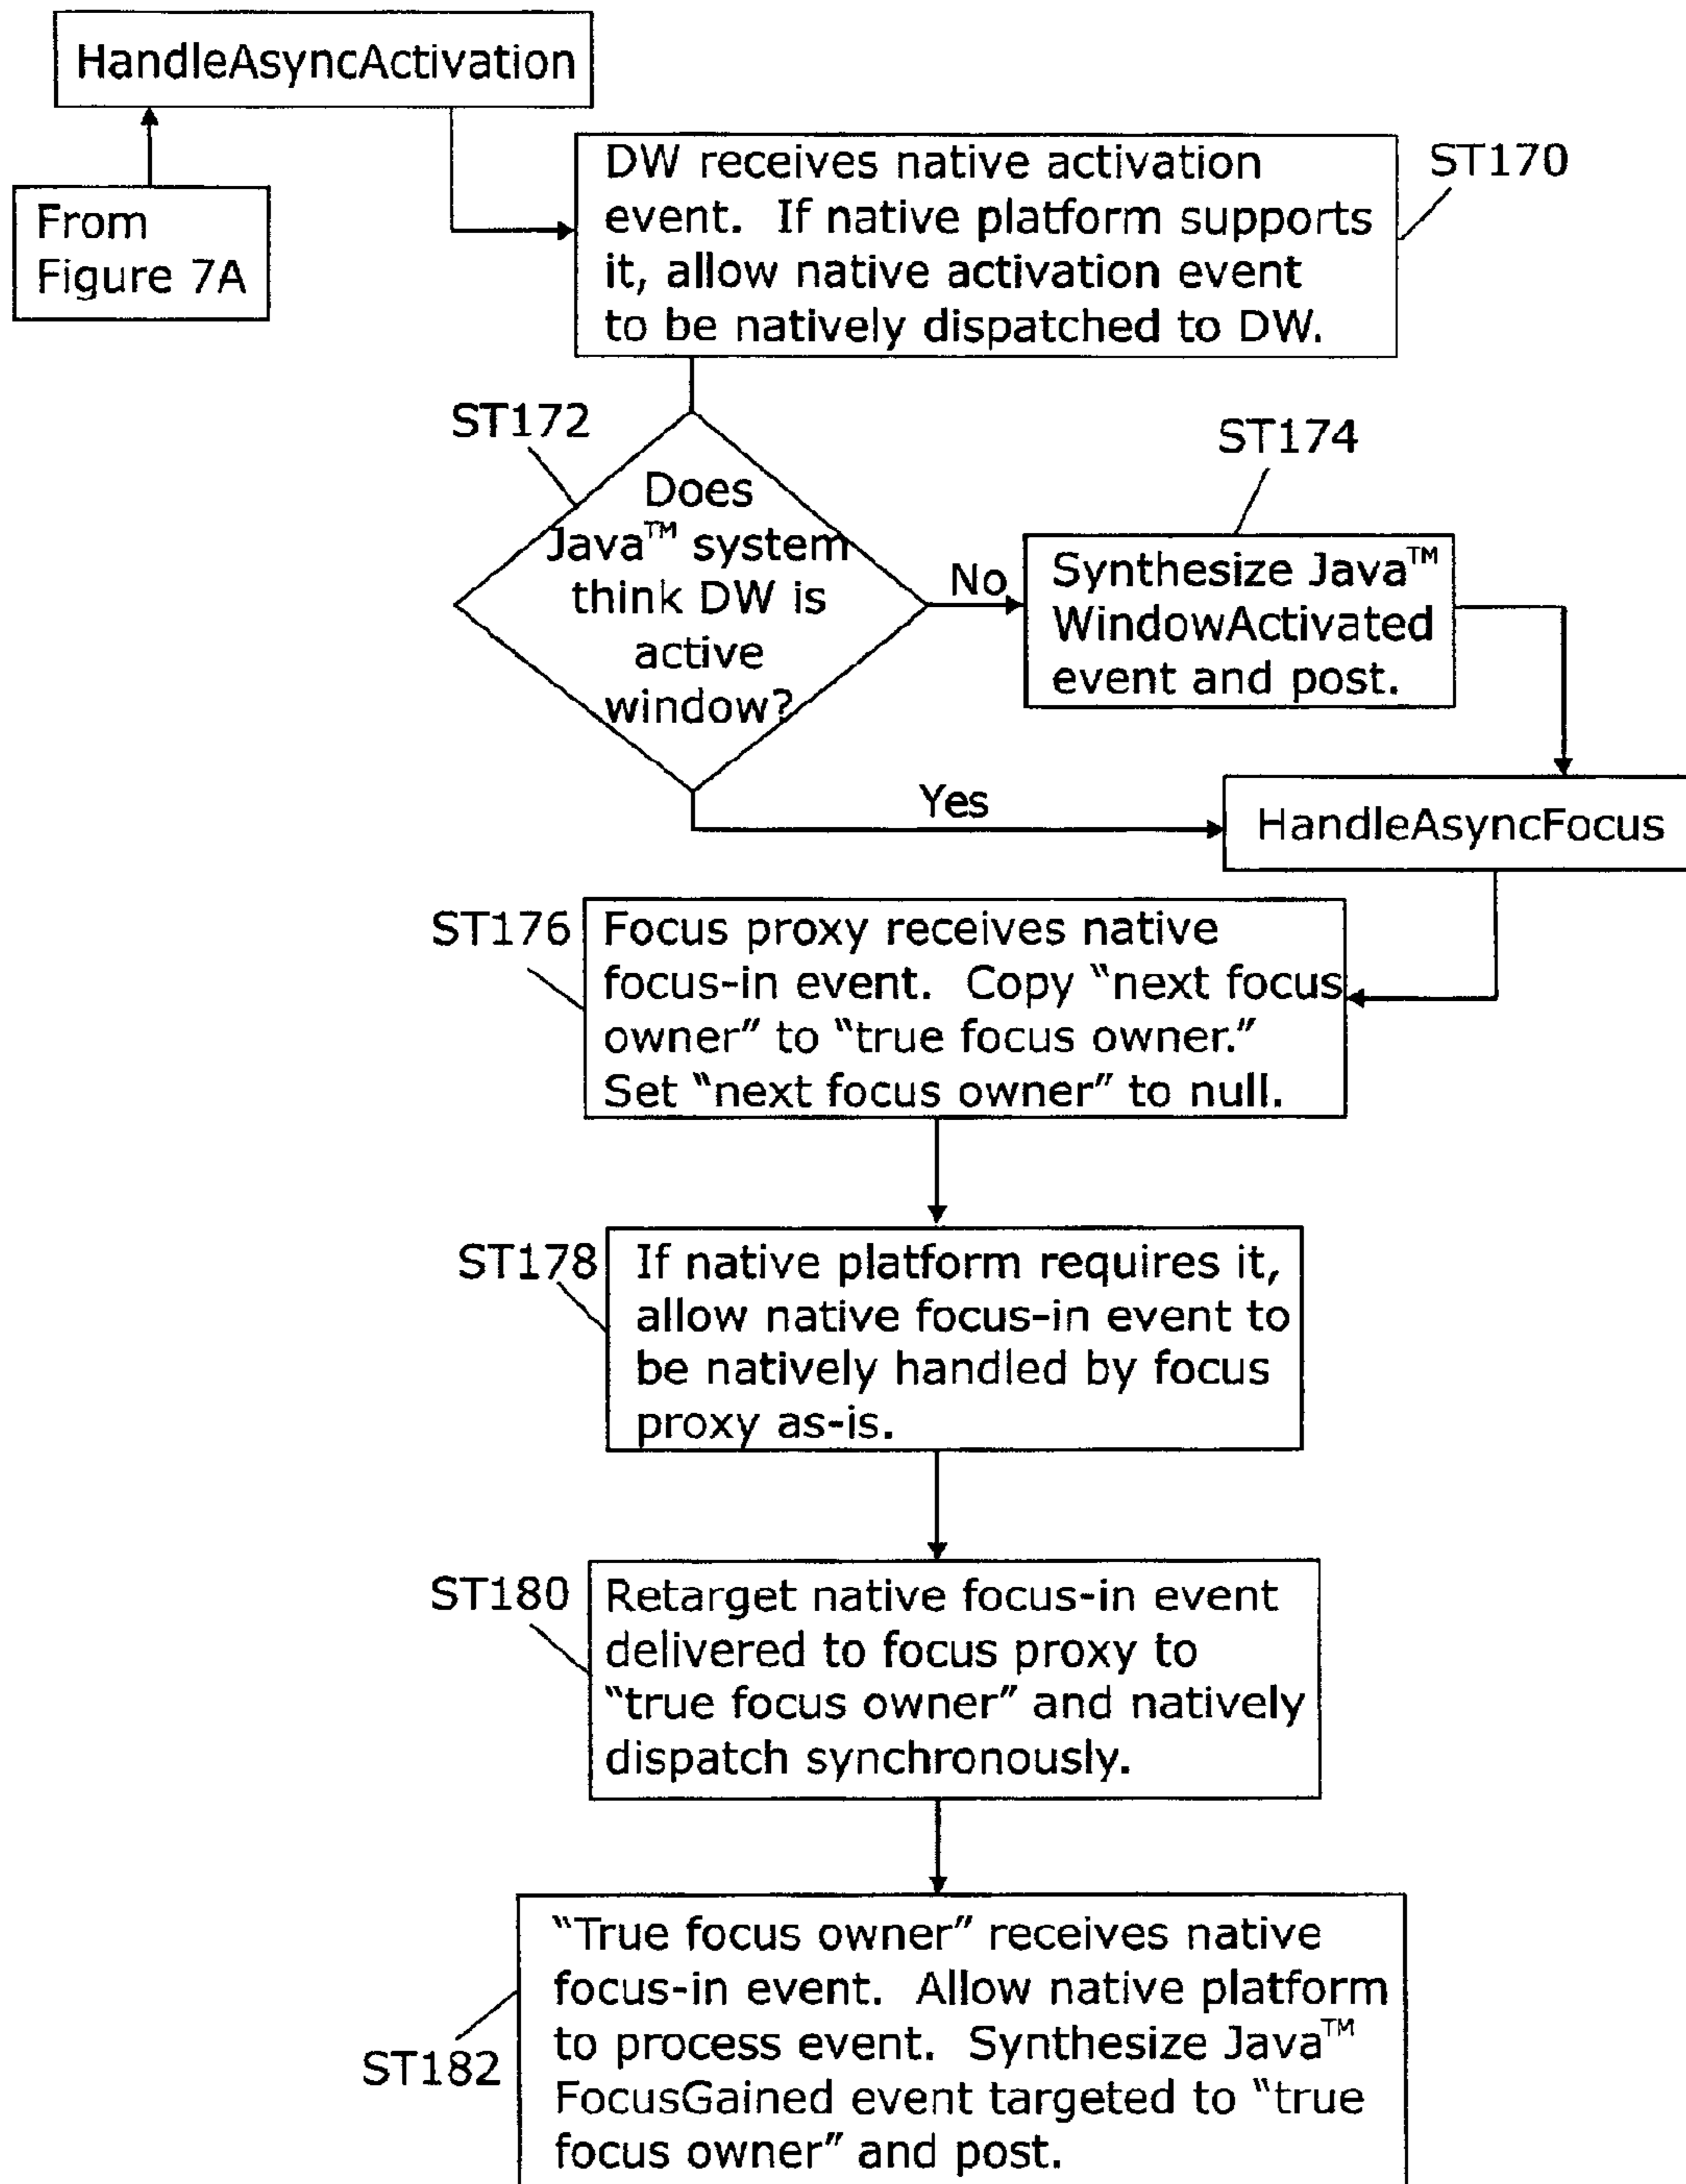 HandleAsyncActivation
From
Figure 7A
DW receives native activation
event. If native platform supports
it, allow native activation event
to be natively dispatched to DW.
ST170
ST172
Does
Java™ system
think DW is
active
window?
ST174
No
Synthesize Java™
WindowActivated
event and post.
Yes
HandleAsyncFocus
ST176
Focus proxy receives native
focus-in event. Copy “next focus
owner” to “true focus owner.”
Set “next focus owner” to null.
ST178
If native platform requires it,
allow native focus-in event to
be natively handled by focus
proxy as-is.
ST180
Retarget native focus-in event
delivered to focus proxy to
“true focus owner” and natively
dispatch synchronously.
ST182
“True focus owner” receives native
focus-in event. Allow native platform
to process event. Synthesize Java™
FocusGained event targeted to “true
focus owner” and post.